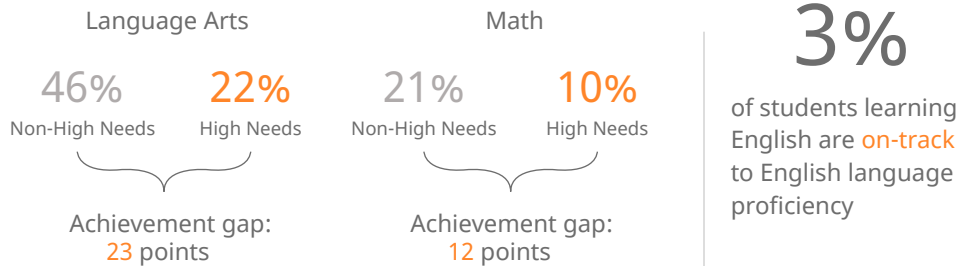 Language Arts
46%
22%
Non-High Needs
High Needs
Achievement gap:
23 points
Math
21%
10%
Non-High Needs
High Needs
Achievement gap:
12 points
3%
of students learning
English are on-track
to English language
proficiency